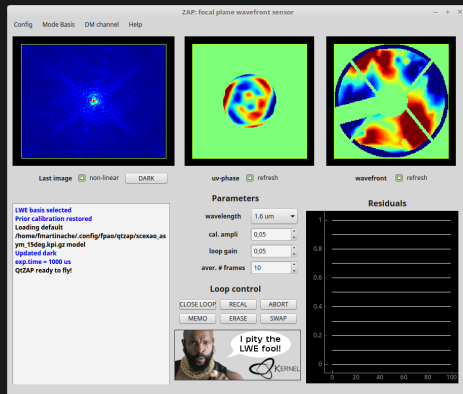 ZAP: focal plane wavefront sensor
Config Mode Basis DM channel Help
Last image non-linear DARK
uv-phase refresh
wavefront refresh
LWE basis selected
Prior calibration restored
Loading default
/home/fmartinache/.config/fpao/qtzap/scexao_as
ym_15deg.kpi.gz model
Updated dark
exp.time = 1000 us
QtZAP ready to fly!
Parameters
wavelength 1.6 um
cal. ampli 0,05
loop gain 0,05
aver. # frames 10
Loop control
CLOSE LOOP RECAL ABORT
MEMO ERASE SWAP
I pity the
LWE fool!
KERNEL
Residuals
1
0.8
0.6
0.4
0.2
0
0 20 40 60 80 100